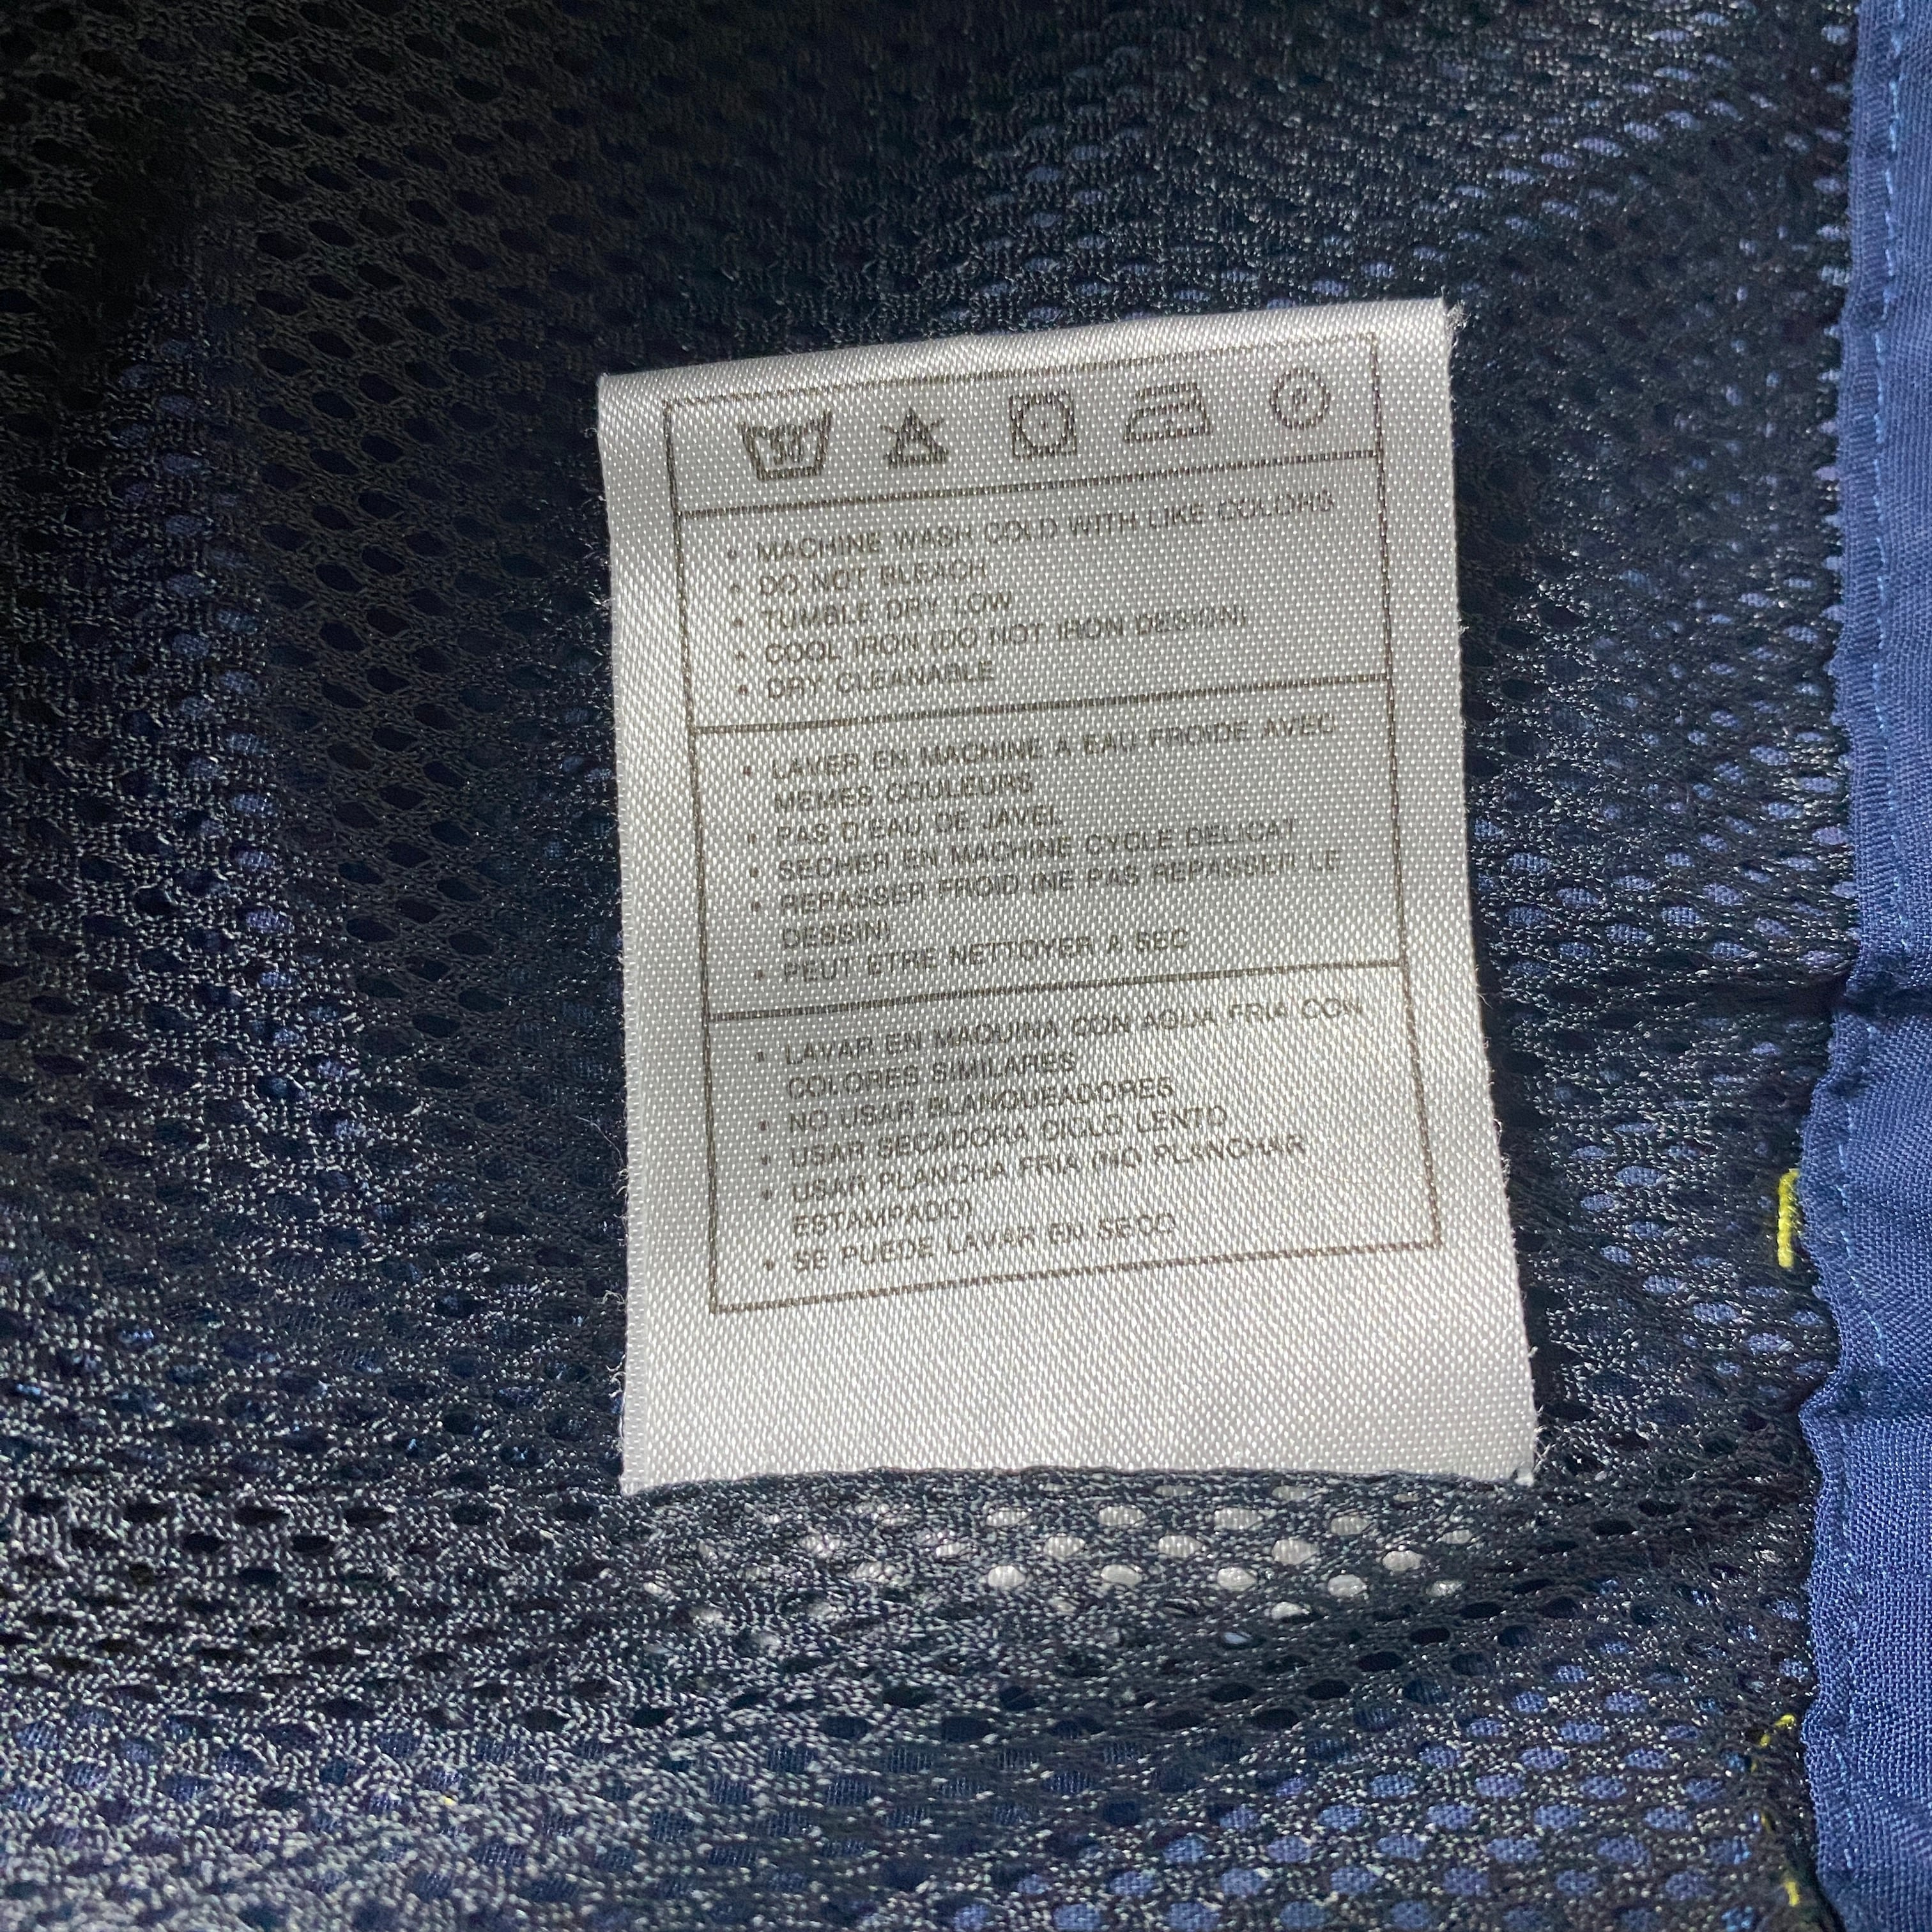 30
P
• MACHINE WASH COLD WITH LIKE COLORS
• DO NOT BLEACH
• TUMBLE DRY LOW
• COOL IRON (DO NOT IRON DESIGN)
• DRY CLEANABLE
• LAVER EN MACHINE A EAU FROIDE AVEC
MEMES COULEURS
• PAS D'EAU DE JAVEL
• SECHER EN MACHINE CYCLE DELICAT
• REPASSER FROID (NE PAS REPASSER LE
DESSIN)
• PEUT ETRE NETTOYER A SEC
• LAVAR EN MAQUINA CON AQUA FRIA CON
COLORES SIMILARES
• NO USAR BLANQUEADORES
• USAR SECADORA CICLO LENTO
• USAR PLANCHA FRIA (NO PLANCHAR
ESTAMPADO)
• SE PUEDE LAVAR EN SECO